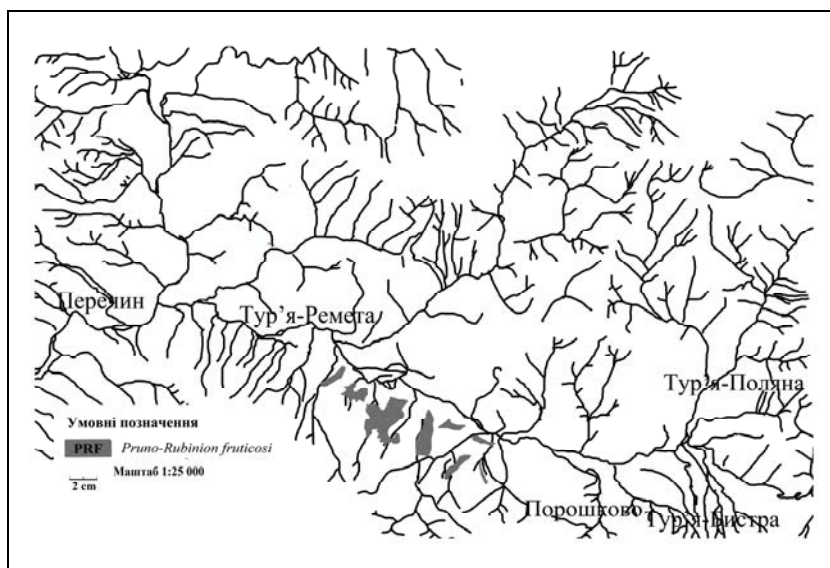 Перечин
Тур’я-Ремета
Тур’я-Поляна
Умовні позначення
PRF Pruno-Rubinion fruticosi
Маштаб 1:25 000
2 cm
Порошково
Тур’я-Бистра